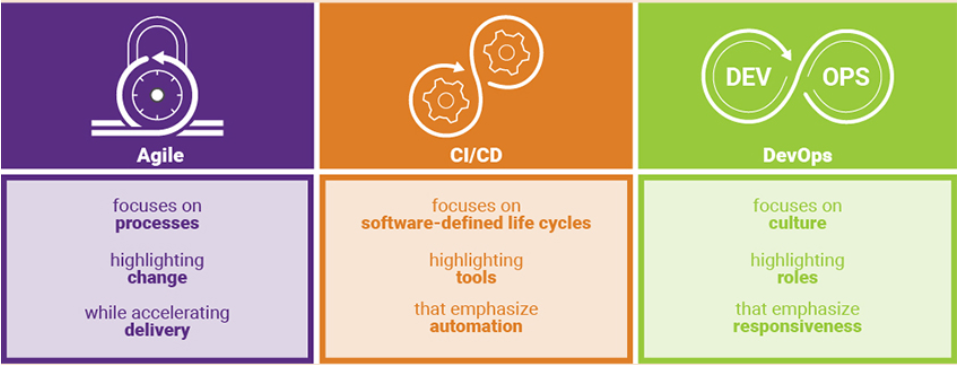 DEV OPS
Agile
CI/CD
DevOps
focuses on
processes
highlighting
change
while accelerating
delivery
focuses on
software-defined life cycles
highlighting
tools
that emphasize
automation
focuses on
culture
highlighting
roles
that emphasize
responsiveness